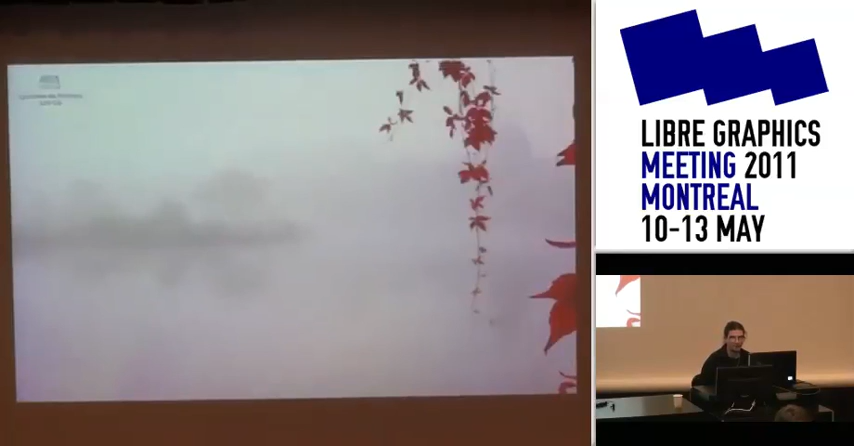 LIBRE GRAPHICS
MEETING 2011
MONTREAL
10-13 MAY